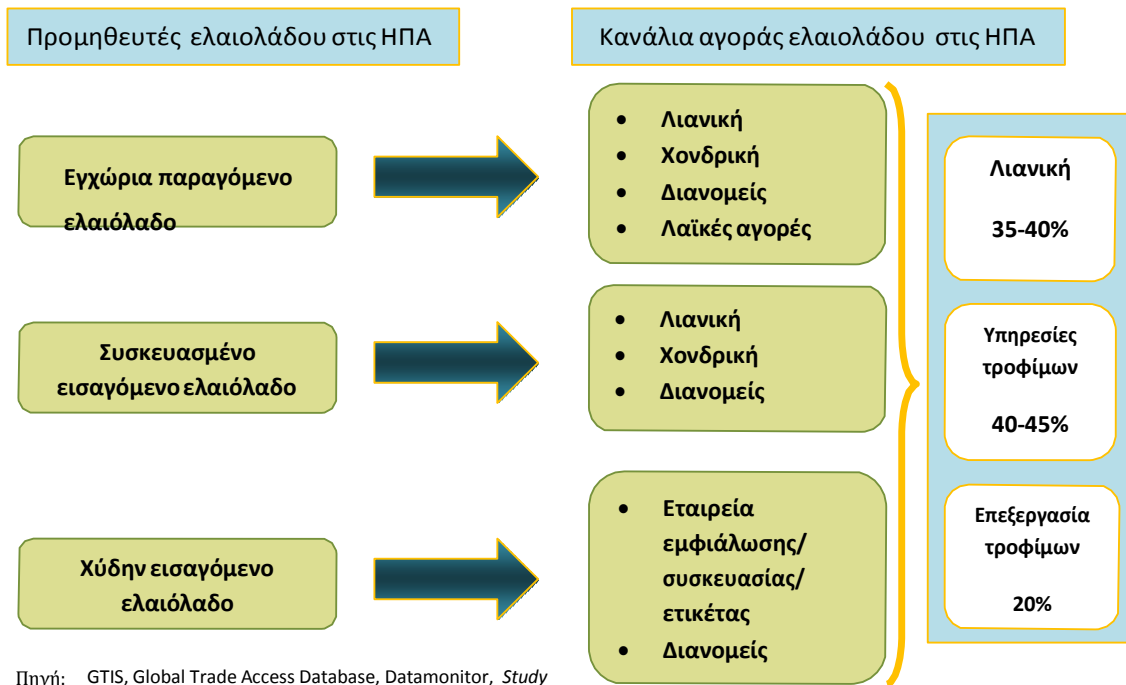 Προμηθευτές ελαιολάδου στις ΗΠΑ
Κανάλια αγοράς ελαιολάδου στις ΗΠΑ
Εγχώρια παραγόμενο
ελαιόλαδο
• Λιανική
• Χονδρική
• Διανομείς
• Λαϊκές αγορές
Συσκευασμένο
εισαγόμενο ελαιόλαδο
• Λιανική
• Χονδρική
• Διανομείς
Χύδην εισαγόμενο
ελαιόλαδο
• Εταιρεία
εμφιάλωσης/
συσκευασίας/
ετικέτας
• Διανομείς
Λιανική
35-40%
Υπηρεσίες
τροφίμων
40-45%
Επεξεργασία
τροφίμων
20%
Πηγή: GTIS, Global Trade Access Database, Datamonitor, Study